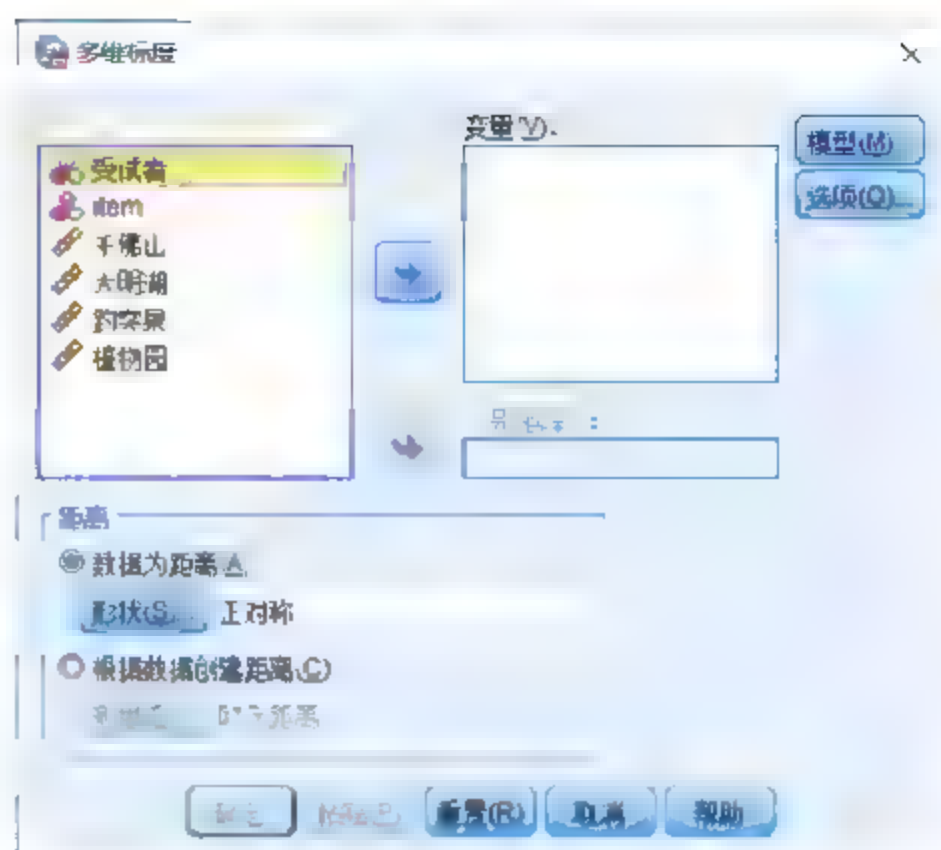 多维标度
变量(V):
受试者
item
千佛山
大明湖
趵突泉
植物园
模型(M)
选项(O)...
距离
数据为距离(A)
形状(S)... 正对称
根据数据创建距离(C)
重置(R) 取消 帮助